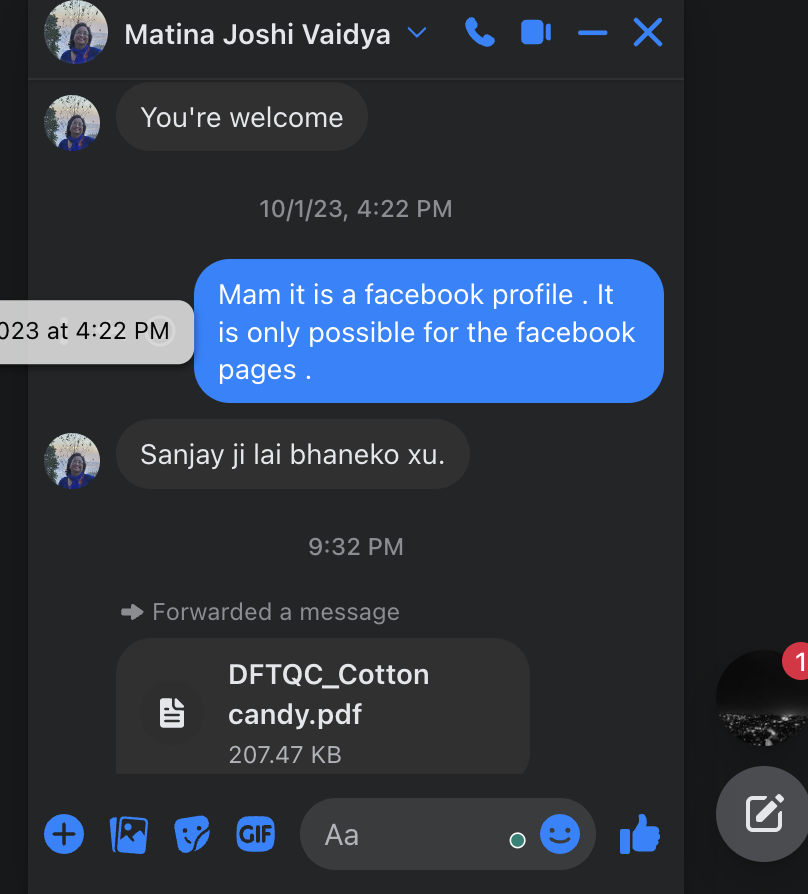 Matina Joshi Vaidya
You're welcome
10/1/23, 4:22 PM
Mam it is a facebook profile . It
is only possible for the facebook
pages .
023 at 4:22 PM
Sanjay ji lai bhaneko xu.
9:32 PM
Forwarded a message
DFTQC_Cotton
candy.pdf
207.47 KB
GIF
Aa
1